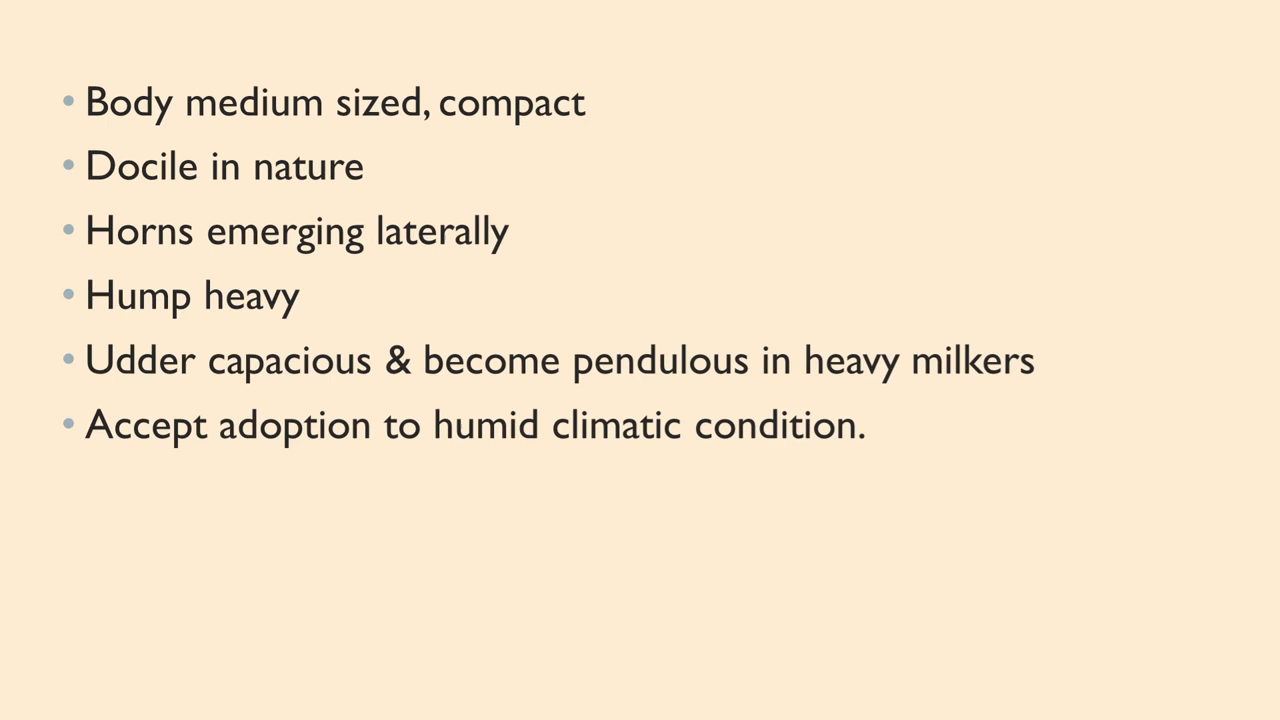 • Body medium sized, compact
• Docile in nature
• Horns emerging laterally
• Hump heavy
• Udder capacious & become pendulous in heavy milkers
• Accept adoption to humid climatic condition.